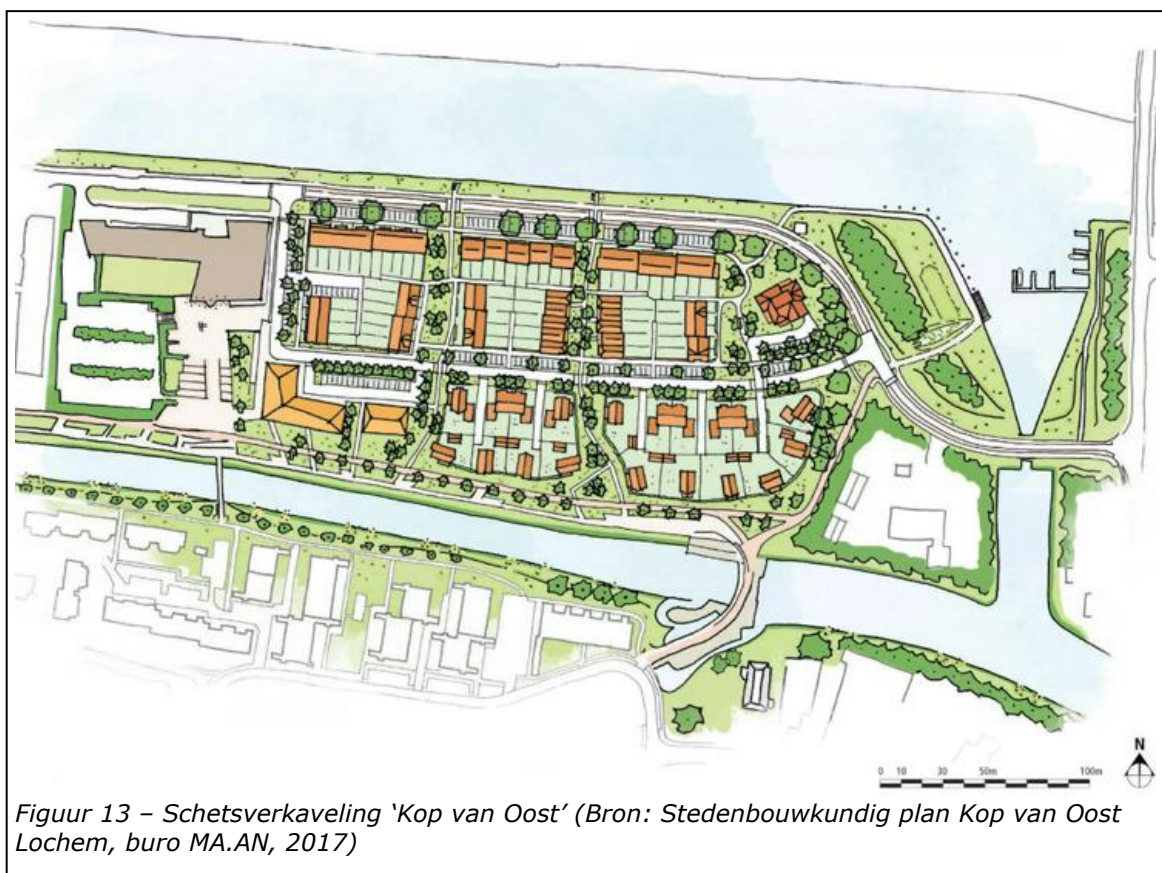 N
0 10 30 50m 100m
Figuur 13 – Schetsverkaveling ‘Kop van Oost’ (Bron: Stedenbouwkundig plan Kop van Oost
Lochem, buro MA.AN, 2017)